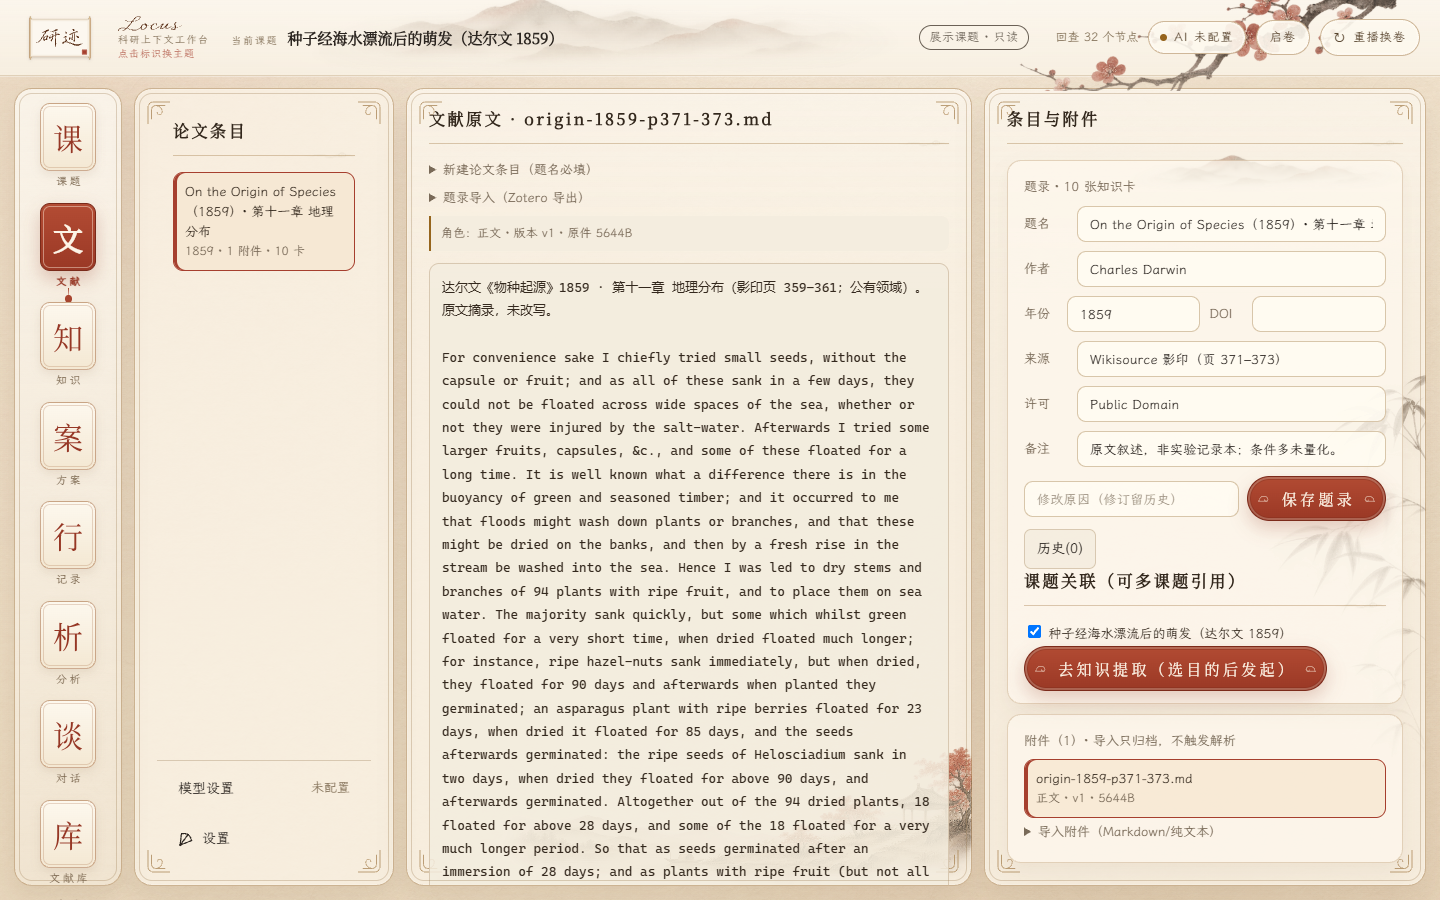 研迹
Locus
科研上下文工作台
点击标识换主题
当前课题 种子经海水漂流后的萌发（达尔文 1859）
展示课题・只读
回查 32 个节点
AI 未配置
启卷
↻ 重播换卷
课
课题
文
文献
知
知识
案
方案
行
记录
析
分析
谈
对话
库
文献库
论文条目
On the Origin of Species
（1859）・第十一章 地理
分布
1859・1 附件・10 卡
模型设置 未配置
设置
文献原文 · origin-1859-p371-373.md
▶ 新建论文条目（题名必填）
▶ 题录导入（Zotero 导出）
角色：正文・版本 v1・原件 5644B
达尔文《物种起源》1859 · 第十一章 地理分布（影印页 359–361；公有领域）。
原文摘录，未改写。
For convenience sake I chiefly tried small seeds, without the
capsule or fruit; and as all of these sank in a few days, they
could not be floated across wide spaces of the sea, whether or
not they were injured by the salt-water. Afterwards I tried some
larger fruits, capsules, &c., and some of these floated for a
long time. It is well known what a difference there is in the
buoyancy of green and seasoned timber; and it occurred to me
that floods might wash down plants or branches, and that these
might be dried on the banks, and then by a fresh rise in the
stream be washed into the sea. Hence I was led to dry stems and
branches of 94 plants with ripe fruit, and to place them on sea
water. The majority sank quickly, but some which whilst green
floated for a very short time, when dried floated much longer;
for instance, ripe hazel-nuts sank immediately, but when dried,
they floated for 90 days and afterwards when planted they
germinated; an asparagus plant with ripe berries floated for 23
days, when dried it floated for 85 days, and the seeds
afterwards germinated: the ripe seeds of Helosciadium sank in
two days, when dried they floated for above 90 days, and
afterwards germinated. Altogether out of the 94 dried plants, 18
floated for above 28 days, and some of the 18 floated for a very
much longer period. So that as seeds germinated after an
immersion of 28 days; and as plants with ripe fruit (but not all
条目与附件
题录・10 张知识卡
题名 On the Origin of Species（1859）・第十一章
作者 Charles Darwin
年份 1859 DOI
来源 Wikisource 影印（页 371–373）
许可 Public Domain
备注 原文叙述，非实验记录本；条件多未量化。
修改原因（修订留历史） 保存题录
历史(0)
课题关联（可多课题引用）
种子经海水漂流后的萌发（达尔文 1859）
去知识提取（选目的后发起）
附件（1）・导入只归档，不触发解析
origin-1859-p371-373.md
正文・v1・5644B
▶ 导入附件（Markdown/纯文本）